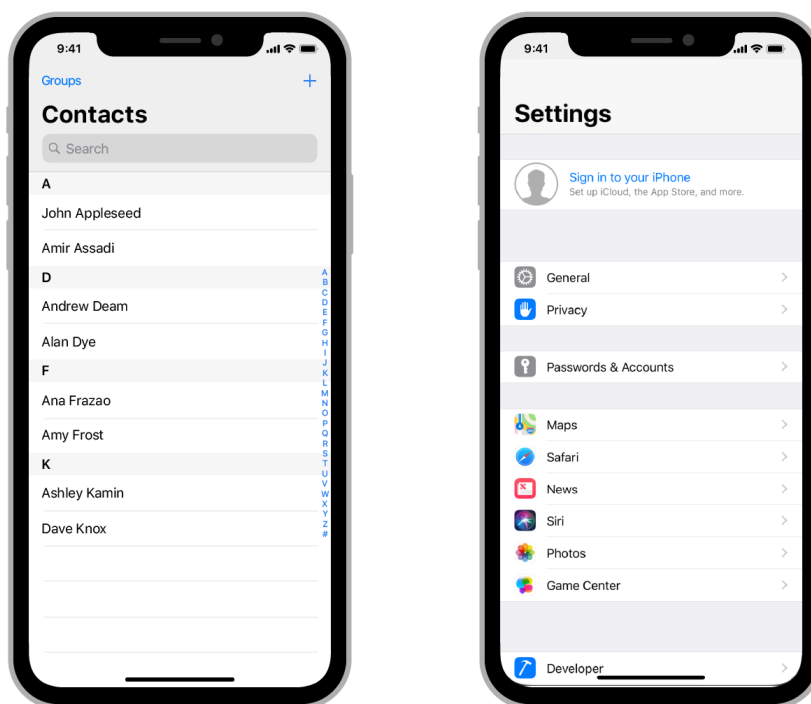 9:41
Groups
+
Contacts
Search
A
John Appleseed
Amir Assadi
D
Andrew Deam
Alan Dye
F
Ana Frazao
Amy Frost
K
Ashley Kamin
Dave Knox
A
B
C
D
E
F
G
H
I
J
K
L
M
N
O
P
Q
R
S
T
U
V
W
X
Y
Z
#
9:41
Settings
Sign in to your iPhone
Set up iCloud, the App Store, and more.
General
Privacy
Passwords & Accounts
Maps
Safari
News
Siri
Photos
Game Center
Developer